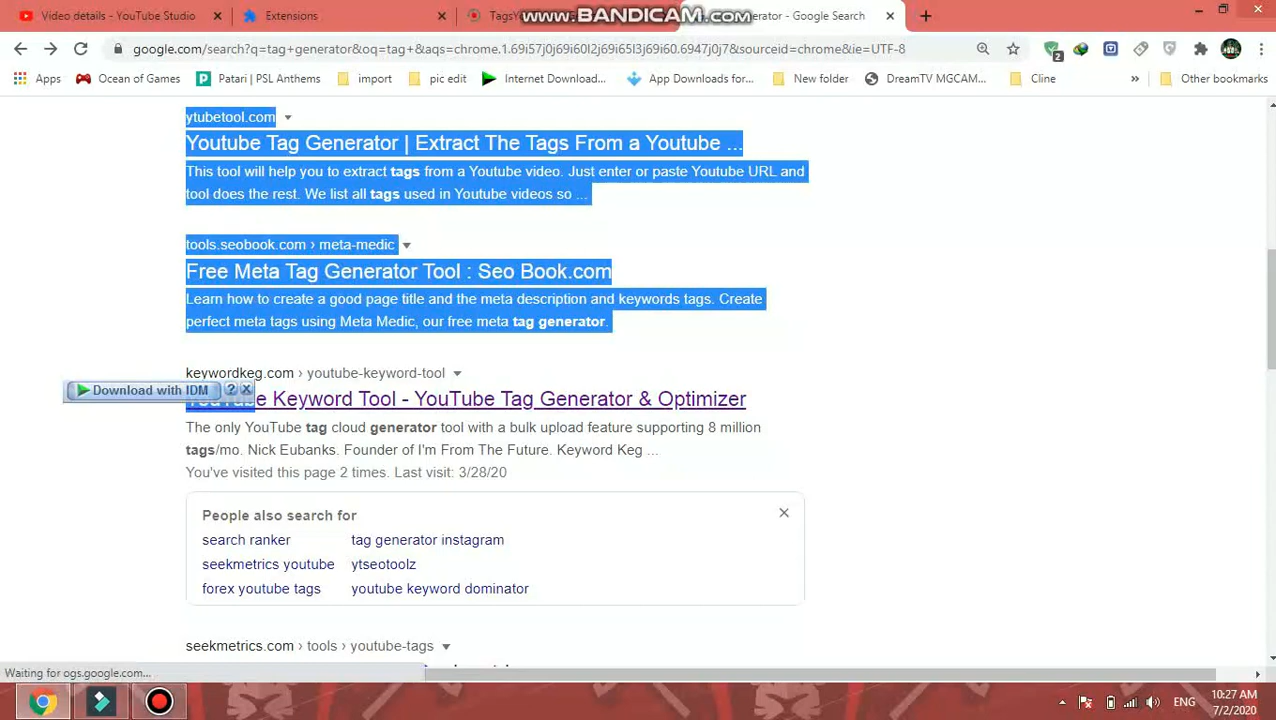 Video details - YouTube Studio
Extensions
TagsY
www.BANDICAM.com
erator - Google Search
google.com/search?q=tag+generator&oq=tag+&aqs=chrome.1.69i57j0j69i60l2j69i65l3j69i60.6947j0j7&sourceid=chrome&ie=UTF-8
2
Apps
Ocean of Games
Patari | PSL Anthems
import
pic edit
Internet Download...
App Downloads for...
New folder
DreamTV MGCAM...
Cline
»
Other bookmarks
ytubetool.com
Youtube Tag Generator | Extract The Tags From a Youtube ...
This tool will help you to extract tags from a Youtube video. Just enter or paste Youtube URL and
tool does the rest. We list all tags used in Youtube videos so ...
tools.seobook.com › meta-medic
Free Meta Tag Generator Tool : Seo Book.com
Learn how to create a good page title and the meta description and keywords tags. Create
perfect meta tags using Meta Medic, our free meta tag generator.
keywordkeg.com › youtube-keyword-tool
Download with IDM ?
YouTube Keyword Tool - YouTube Tag Generator & Optimizer
The only YouTube tag cloud generator tool with a bulk upload feature supporting 8 million
tags/mo. Nick Eubanks. Founder of I'm From The Future. Keyword Keg ...
You've visited this page 2 times. Last visit: 3/28/20
People also search for
search ranker
tag generator instagram
seekmetrics youtube
ytseotoolz
forex youtube tags
youtube keyword dominator
seekmetrics.com › tools › youtube-tags
Waiting for ogs.google.com...
ENG
10:27 AM
7/2/2020